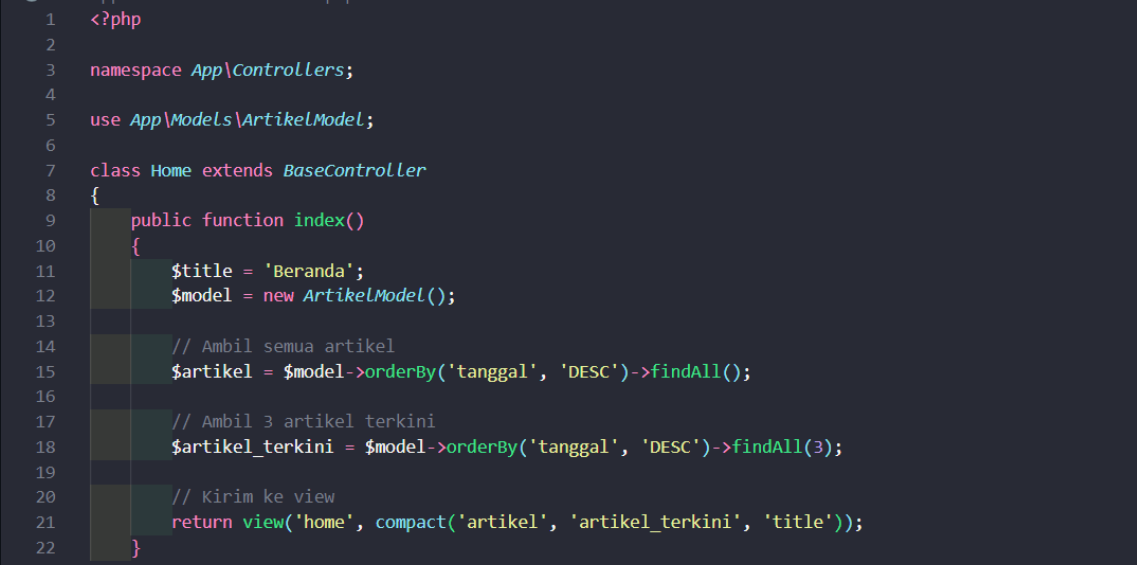 1 <?php
2
3 namespace App\Controllers;
4
5 use App\Models\ArtikelModel;
6
7 class Home extends BaseController
8 {
9 public function index()
10 {
11 $title = 'Beranda';
12 $model = new ArtikelModel();
13
14 // Ambil semua artikel
15 $artikel = $model->orderBy('tanggal', 'DESC')->findAll();
16
17 // Ambil 3 artikel terkini
18 $artikel_terkini = $model->orderBy('tanggal', 'DESC')->findAll(3);
19
20 // Kirim ke view
21 return view('home', compact('artikel', 'artikel_terkini', 'title'));
22 }